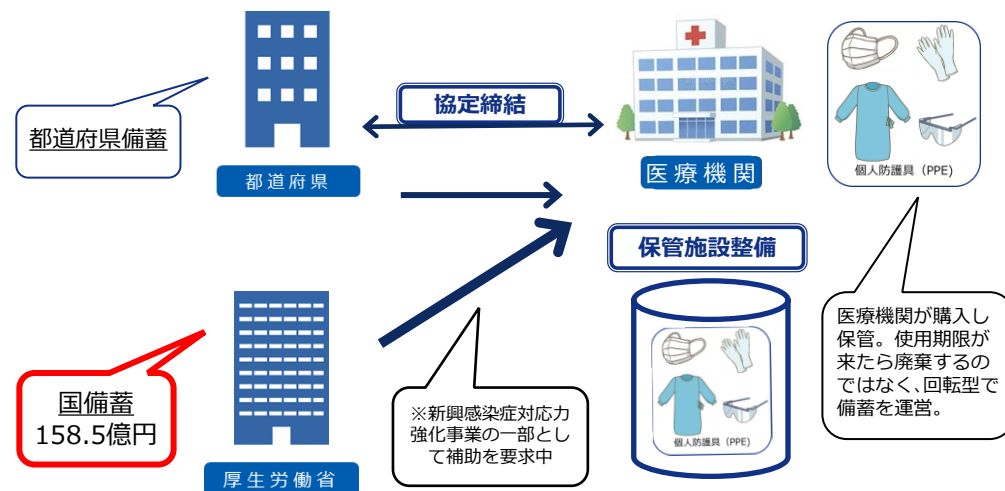 都道府県備蓄
都道府県
協定締結
医療機関
個人防護具（PPE）
保管施設整備
国備蓄
158.5億円
厚生労働省
※新興感染症対応力
強化事業の一部とし
て補助を要求中
個人防護具（PPE）
医療機関が購入し
保管。使用期限が
来たら廃棄するの
ではなく、回転型で
備蓄を運営。